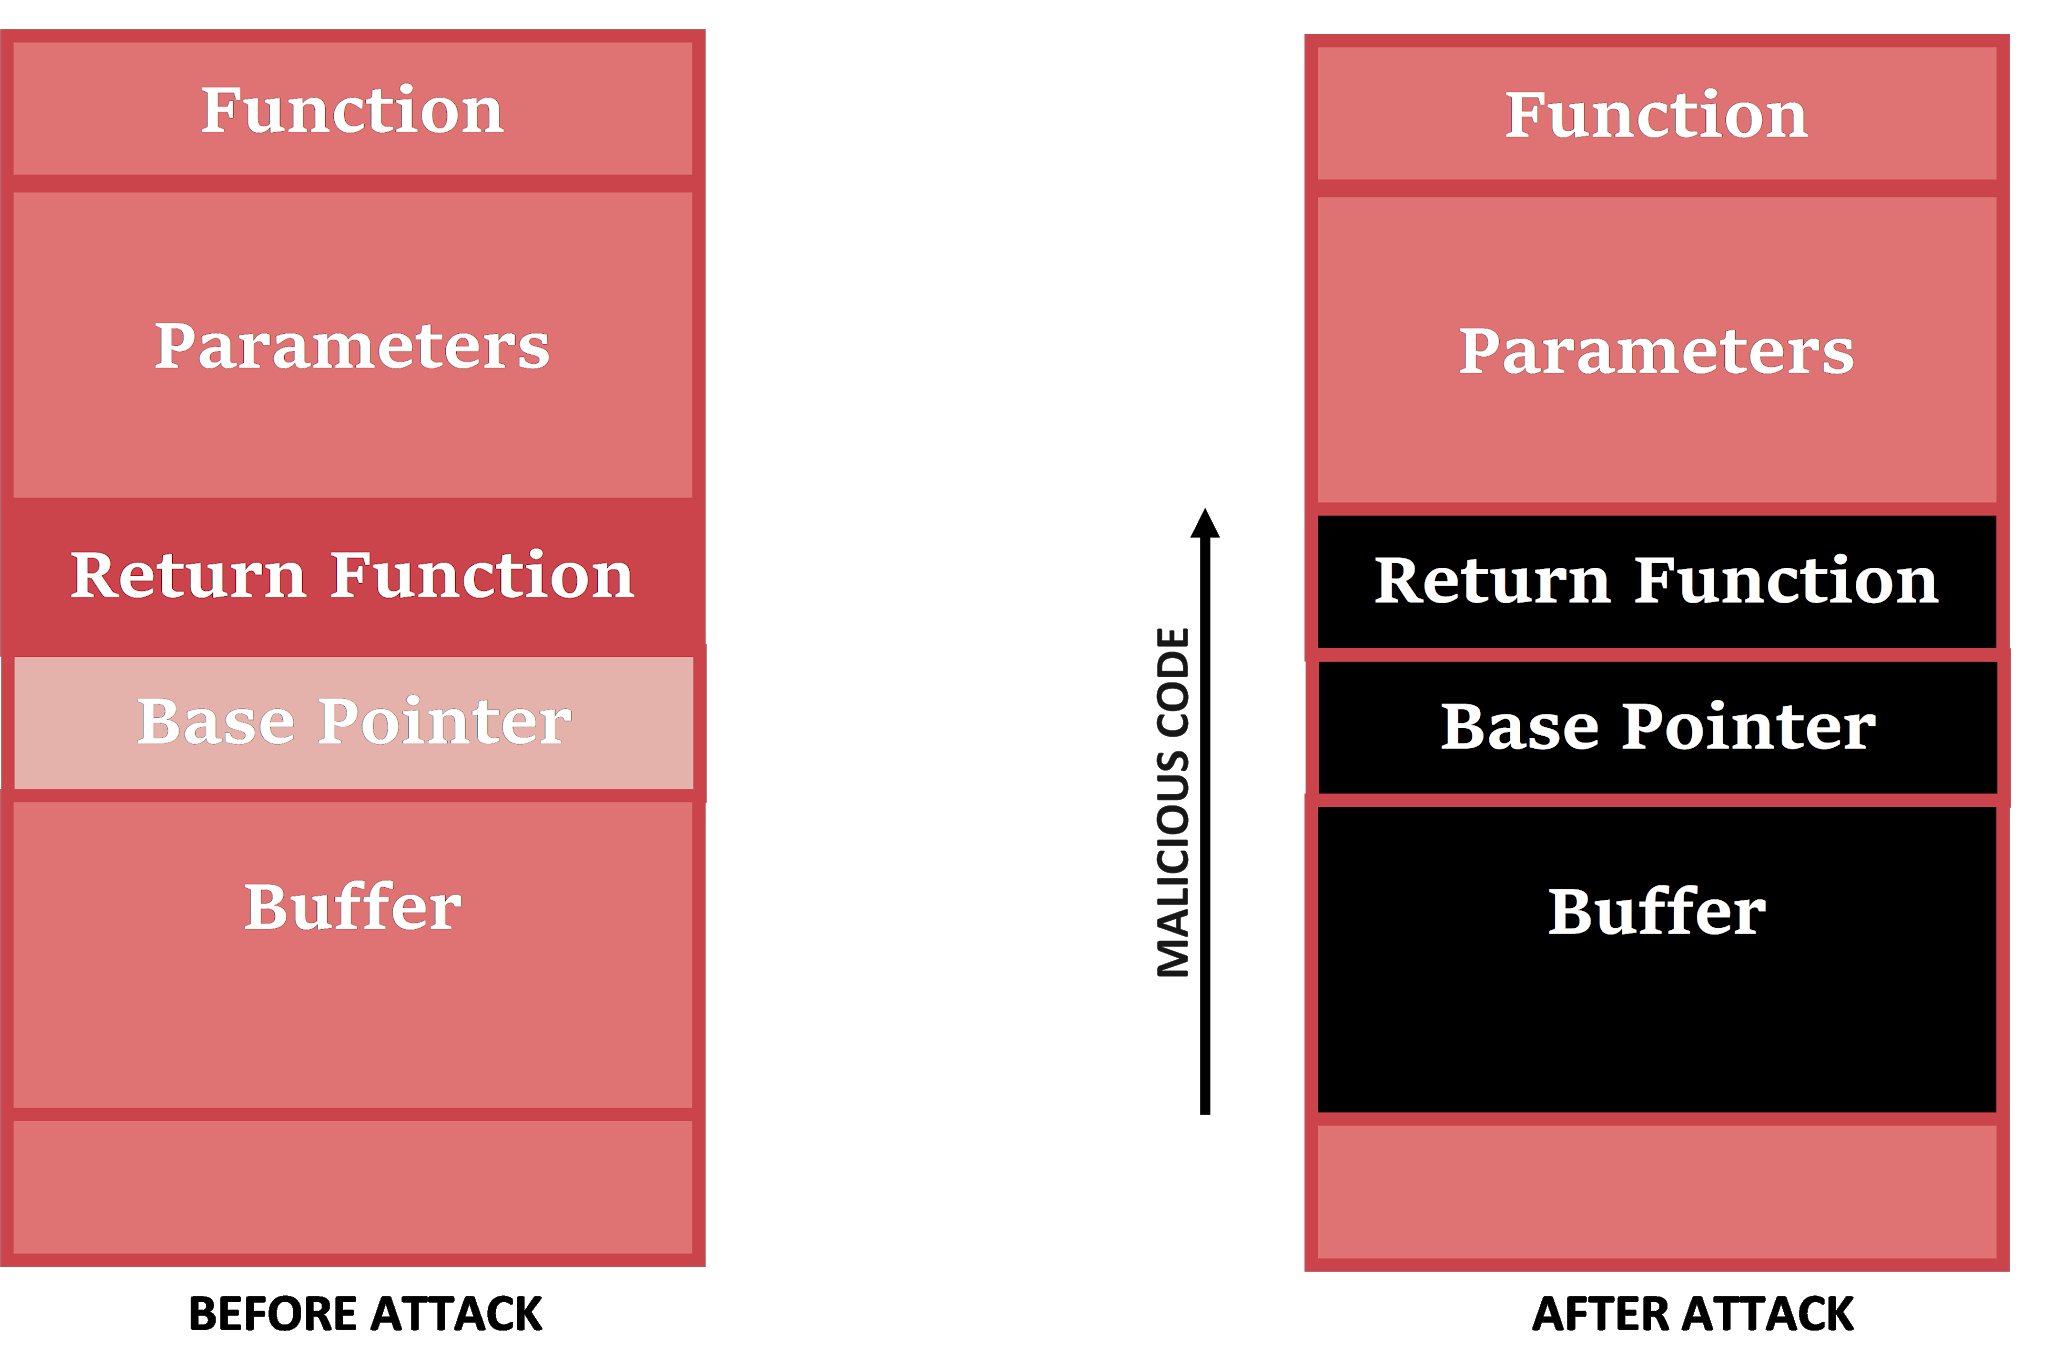 Function
Parameters
Return Function
Base Pointer
Buffer
BEFORE ATTACK
MALICIOUS CODE
Function
Parameters
Return Function
Base Pointer
Buffer
AFTER ATTACK